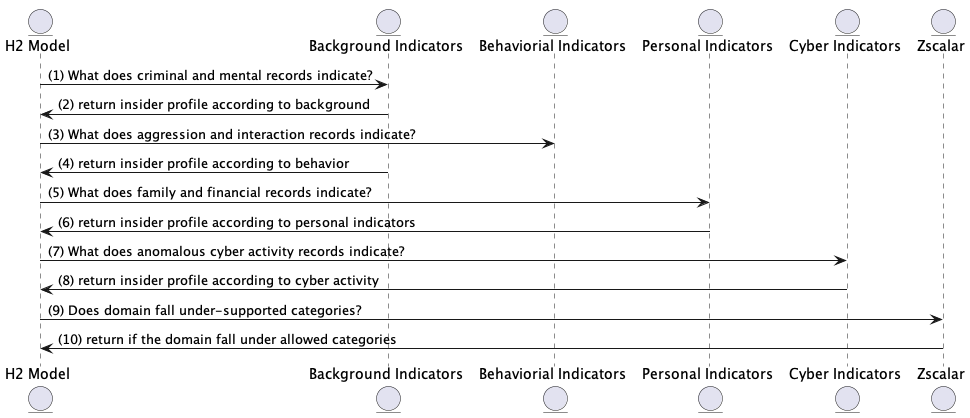 H2 Model Background Indicators Behaviorial Indicators Personal Indicators Cyber Indicators Zscalar
(1) What does criminal and mental records indicate?
(2) return insider profile according to background
(3) What does aggression and interaction records indicate?
(4) return insider profile according to behavior
(5) What does family and financial records indicate?
(6) return insider profile according to personal indicators
(7) What does anomalous cyber activity records indicate?
(8) return insider profile according to cyber activity
(9) Does domain fall under-supported categories?
(10) return if the domain fall under allowed categories
H2 Model Background Indicators Behaviorial Indicators Personal Indicators Cyber Indicators Zscalar